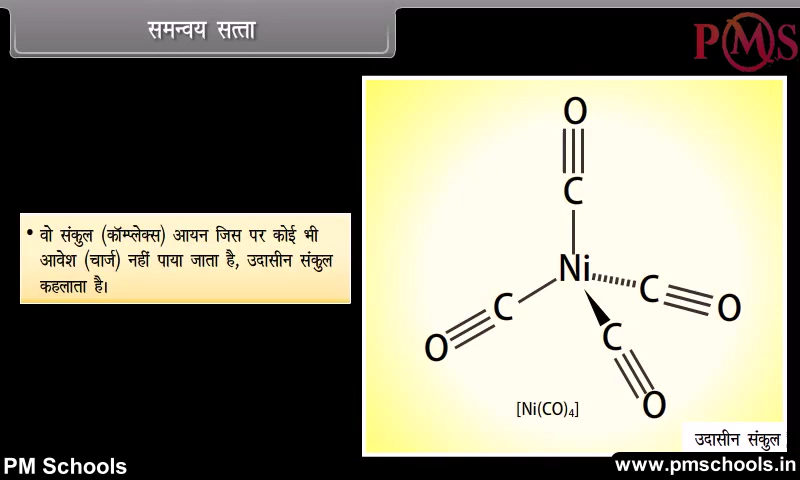 समन्वय सत्ता
PMS
• वो संकुल (कॉम्प्लेक्स) आयन जिस पर कोई भी
आवेश (चार्ज) नहीं पाया जाता है, उदासीन संकुल
कहलाता है।
O
C
Ni
C
O
C
O
C
O
[Ni(CO)₄]
उदासीन संकुल
PM Schools
www.pmschools.in